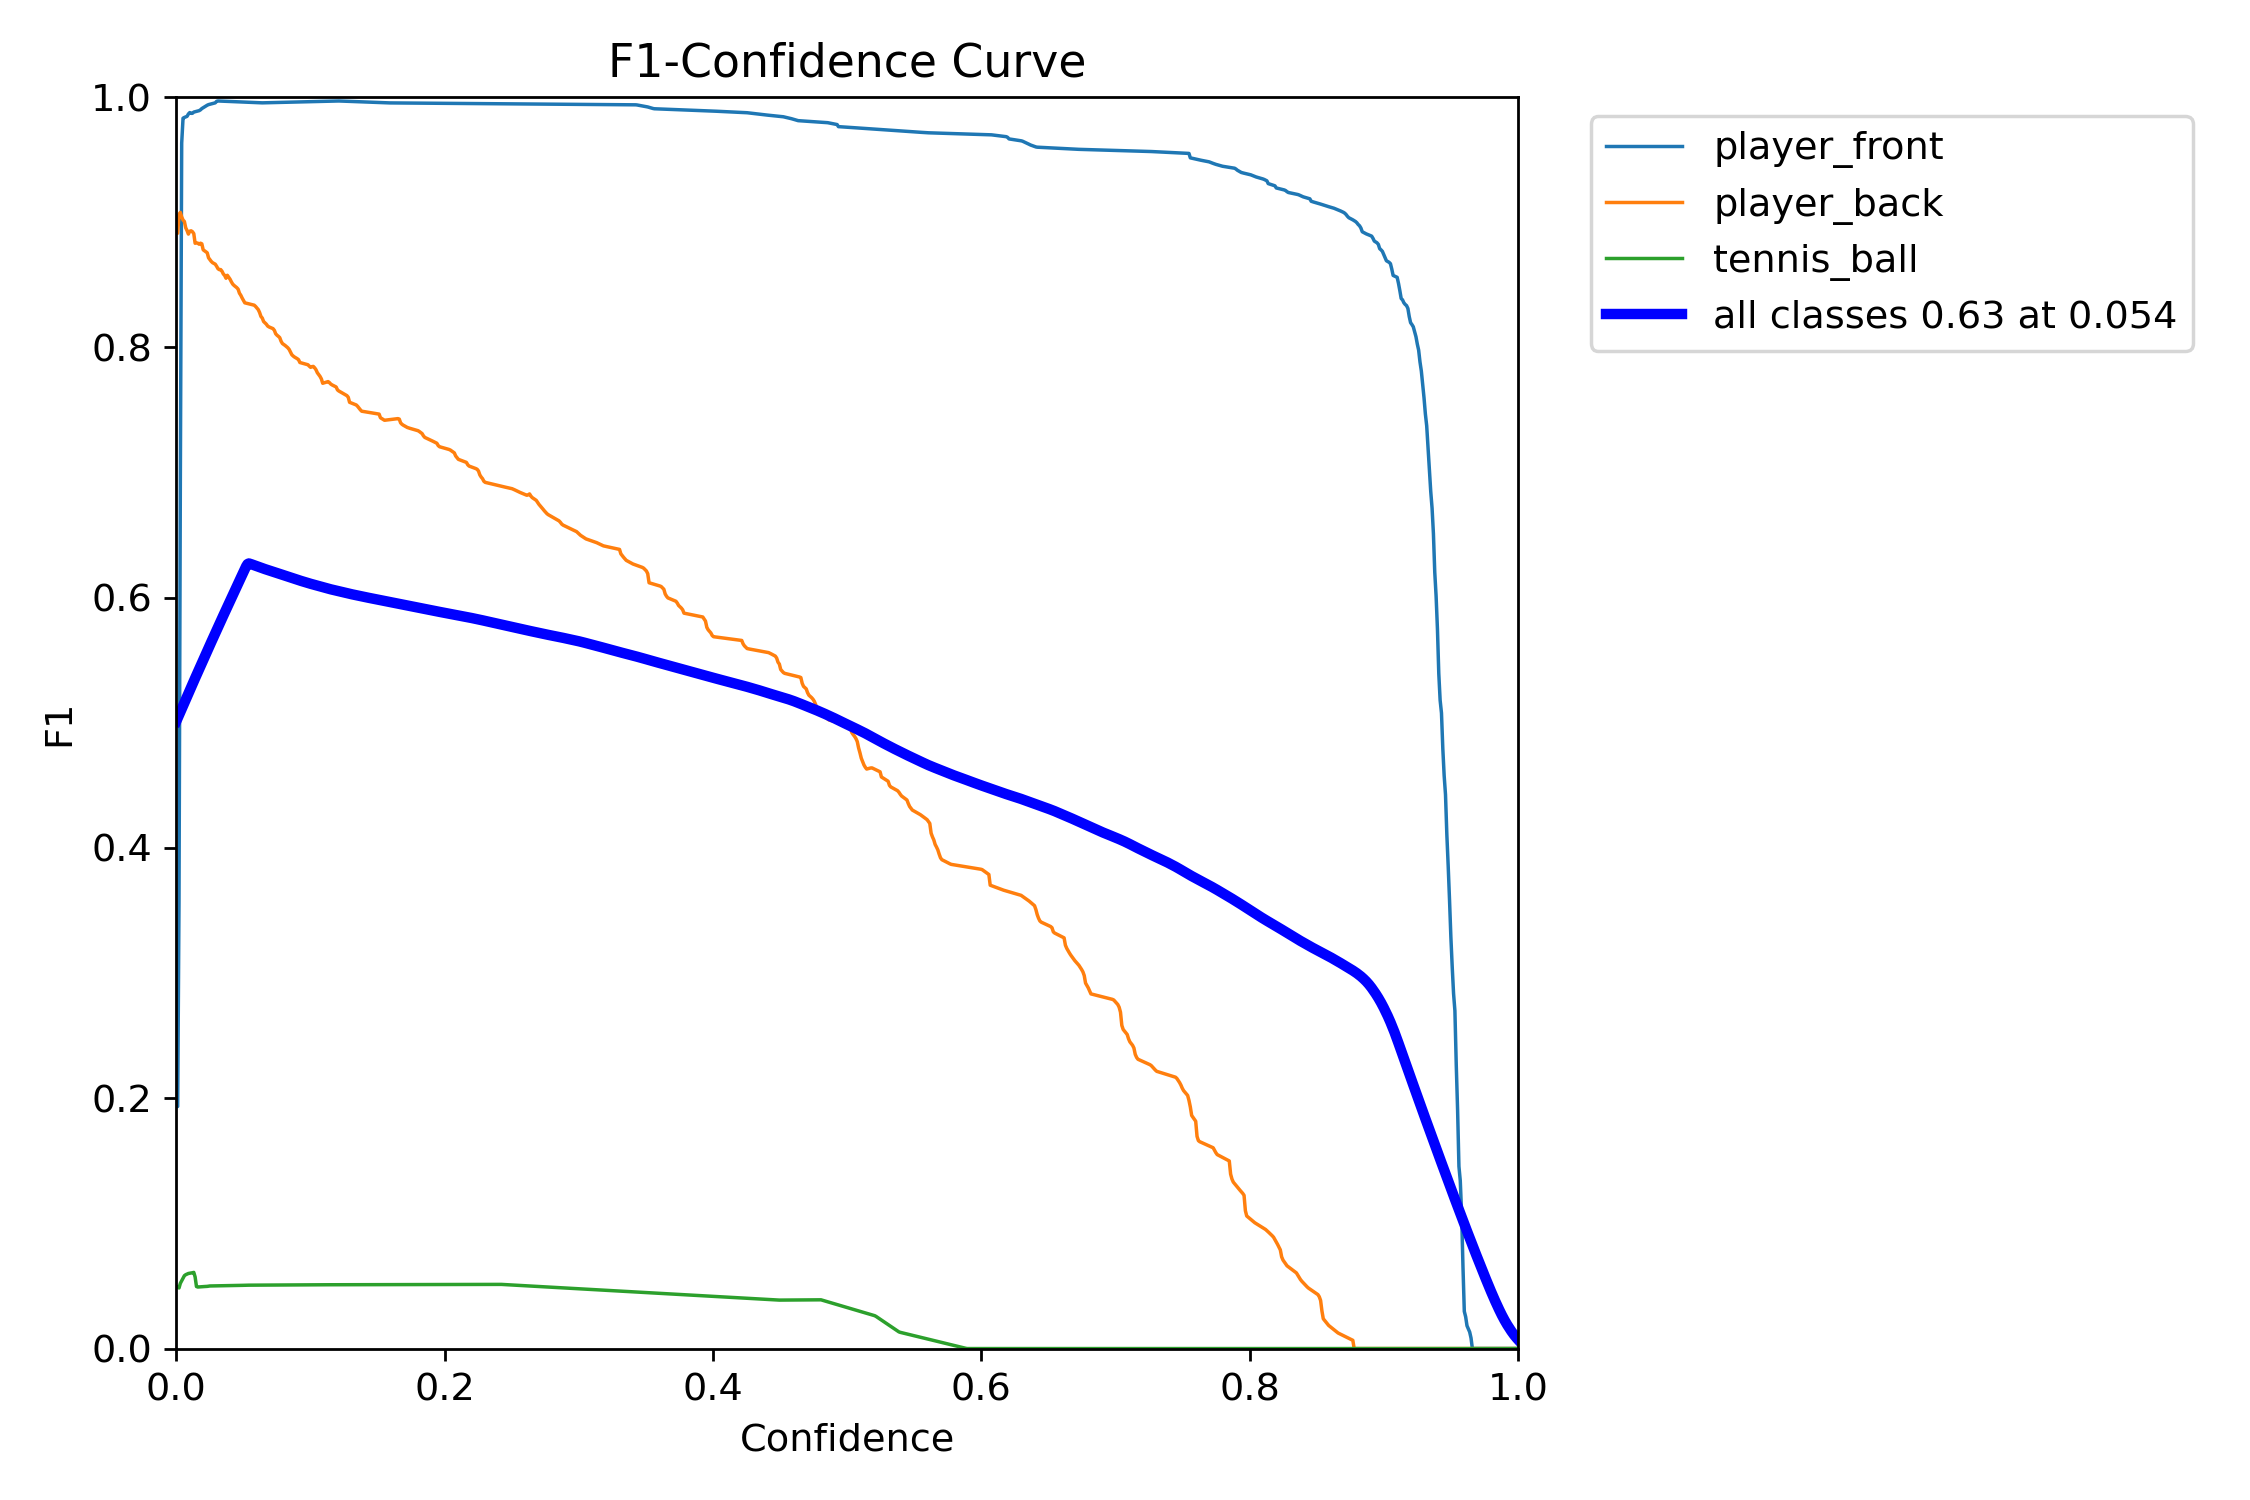 F1-Confidence Curve
1.0
0.8
0.6
0.4
0.2
0.0
F1
0.0 0.2 0.4 0.6 0.8 1.0
Confidence
player_front
player_back
tennis_ball
all classes 0.63 at 0.054